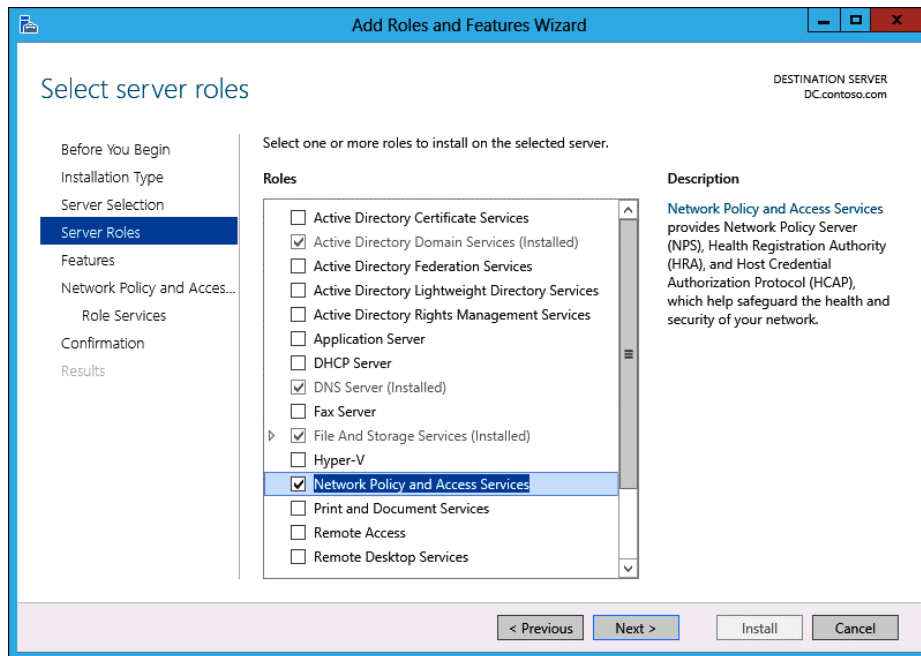 Add Roles and Features Wizard
Select server roles
DESTINATION SERVER
DC.contoso.com
Before You Begin
Installation Type
Server Selection
Server Roles
Features
Network Policy and Acces...
Role Services
Confirmation
Results
Select one or more roles to install on the selected server.
Roles
Active Directory Certificate Services
Active Directory Domain Services (Installed)
Active Directory Federation Services
Active Directory Lightweight Directory Services
Active Directory Rights Management Services
Application Server
DHCP Server
DNS Server (Installed)
Fax Server
File And Storage Services (Installed)
Hyper-V
Network Policy and Access Services
Print and Document Services
Remote Access
Remote Desktop Services
Description
Network Policy and Access Services
provides Network Policy Server
(NPS), Health Registration Authority
(HRA), and Host Credential
Authorization Protocol (HCAP),
which help safeguard the health and
security of your network.
< Previous
Next >
Install
Cancel